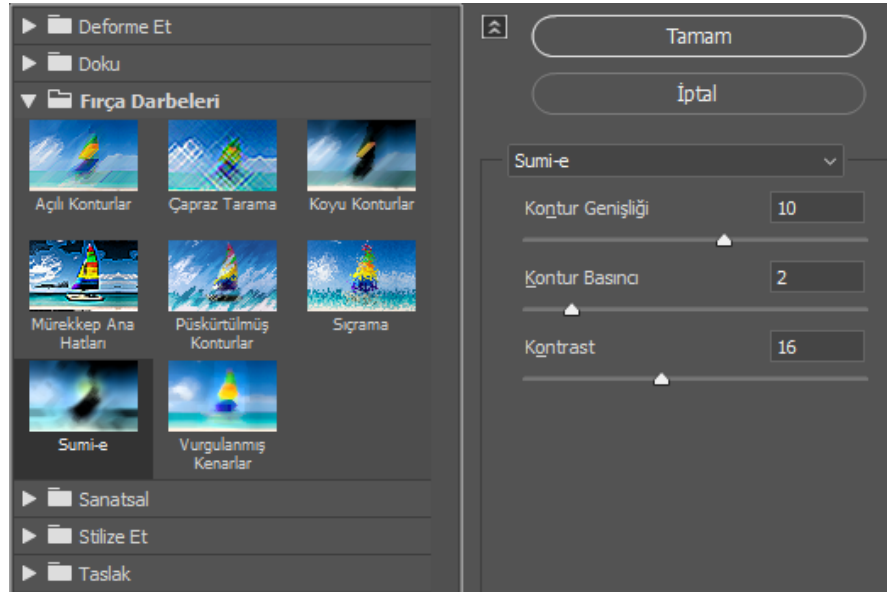 Deforme Et
Doku
Fırça Darbeleri
Açılı Konturlar
Çapraz Tarama
Koyu Konturlar
Mürekkep Ana
Hatları
Püskürtülmüş
Konturlar
Sıçrama
Sumi-e
Vurgulanmış
Kenarlar
Sanatsal
Stilize Et
Taslak
Tamam
İptal
Sumi-e
Kontur Genişliği 10
Kontur Basıncı 2
Kontrast 16